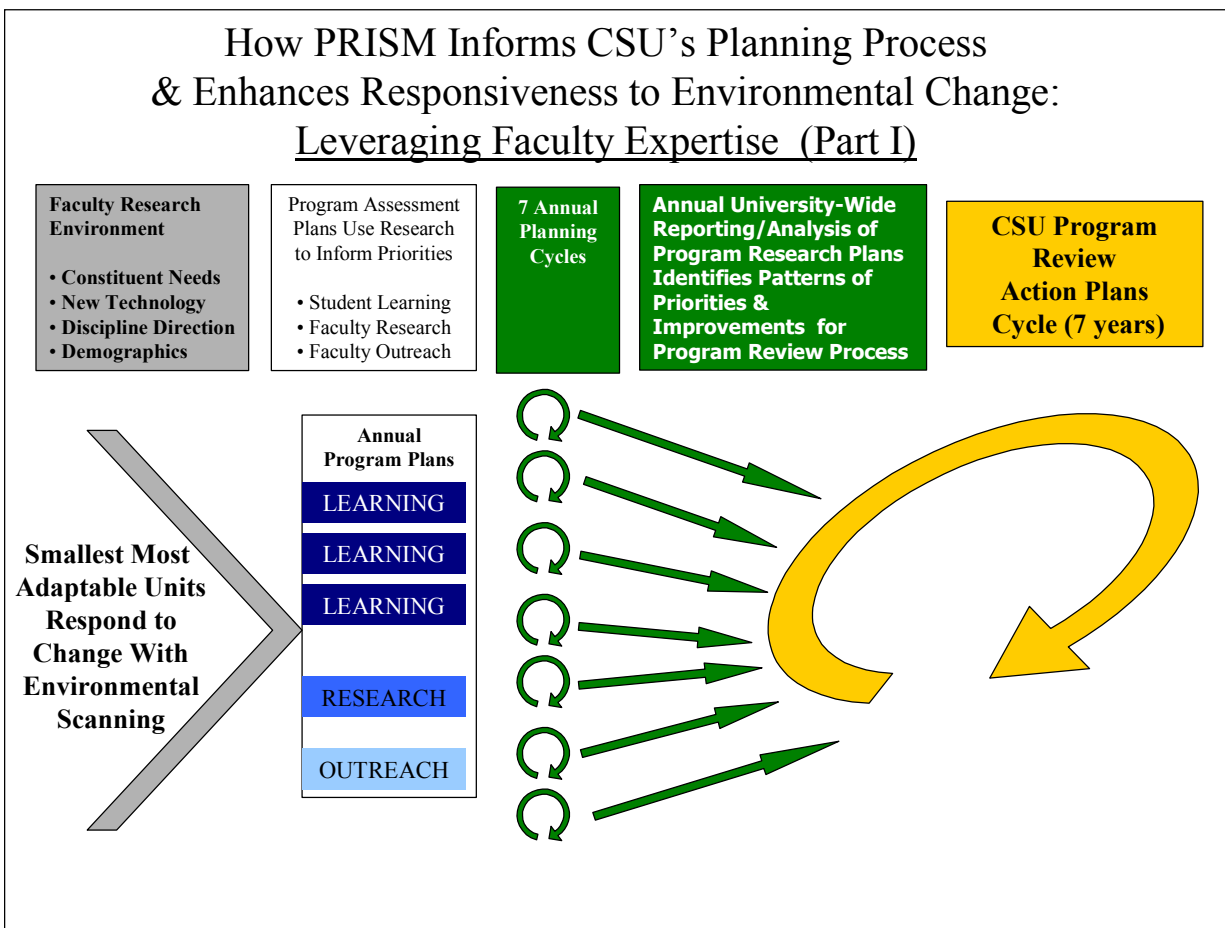 How PRISM Informs CSU’s Planning Process
& Enhances Responsiveness to Environmental Change:
Leveraging Faculty Expertise (Part I)
Faculty Research
Environment
• Constituent Needs
• New Technology
• Discipline Direction
• Demographics
Program Assessment
Plans Use Research
to Inform Priorities
• Student Learning
• Faculty Research
• Faculty Outreach
7 Annual
Planning
Cycles
Annual University-Wide
Reporting/Analysis of
Program Research Plans
Identifies Patterns of
Priorities &
Improvements for
Program Review Process
CSU Program
Review
Action Plans
Cycle (7 years)
Smallest Most
Adaptable Units
Respond to
Change With
Environmental
Scanning
Annual
Program Plans
LEARNING
LEARNING
LEARNING
RESEARCH
OUTREACH